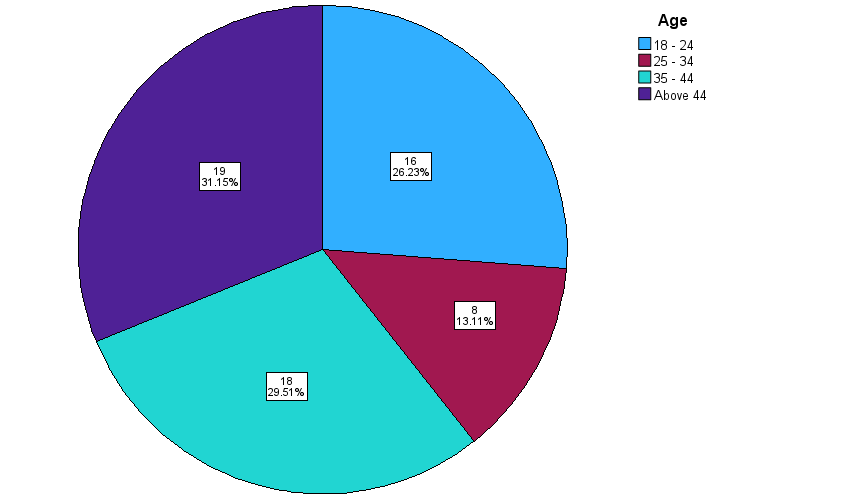 Age
18 - 24
25 - 34
35 - 44
Above 44
16
26.23%
8
13.11%
18
29.51%
19
31.15%